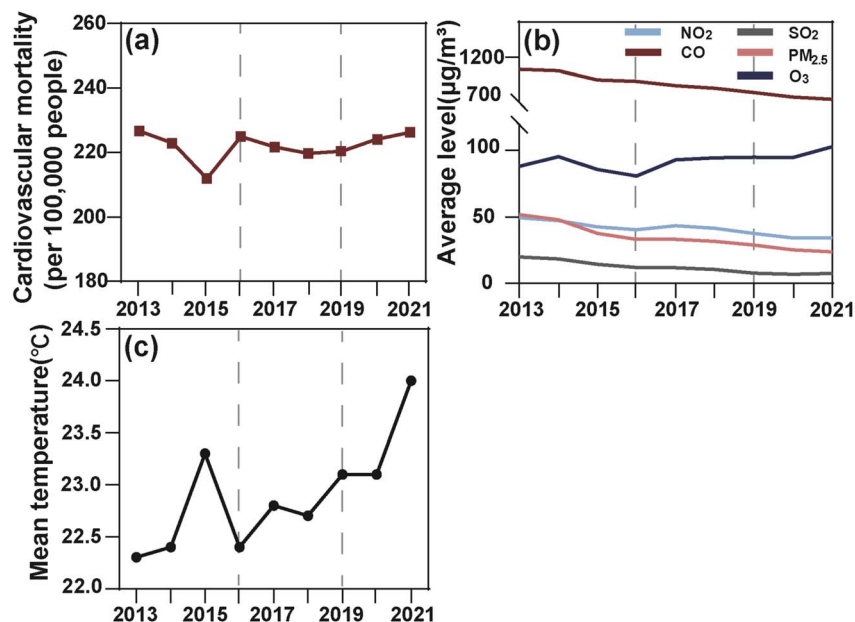 (a)
Cardiovascular mortality
(per 100,000 people)
260
240
220
200
180
2013 2015 2017 2019 2021
(b)
NO₂ SO₂
CO PM₂.₅
O₃
Average level(μg/m³)
1200
700
100
50
0
2013 2015 2017 2019 2021
(c)
Mean temperature(°C)
24.5
24.0
23.5
23.0
22.5
22.0
2013 2015 2017 2019 2021